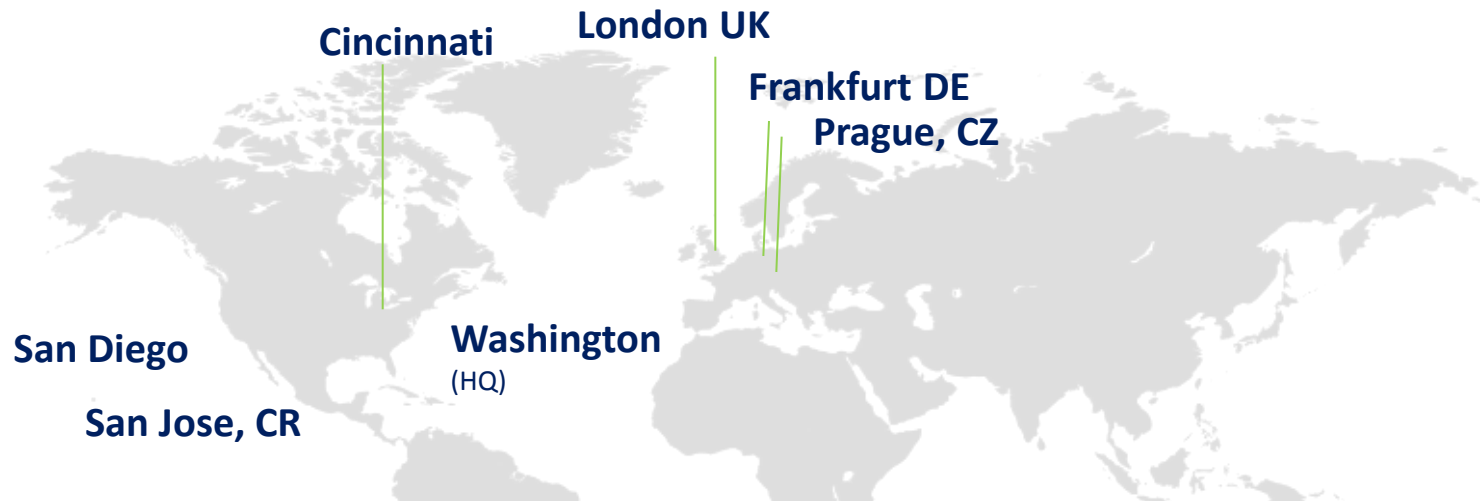 Cincinnati
London UK
Frankfurt DE
Prague, CZ
San Diego
Washington
(HQ)
San Jose, CR